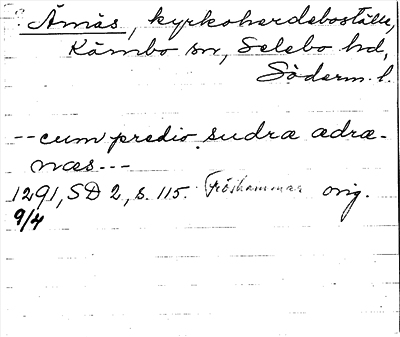 ? Ärnäs, kyrkoherdeboställe,
Kärnbo sn, Selebo hd,
Söderm. l.
-- cum predio sudræ ædræ-
næs---
1291, SD 2, s. 115. Fröshammar orig.
9/4